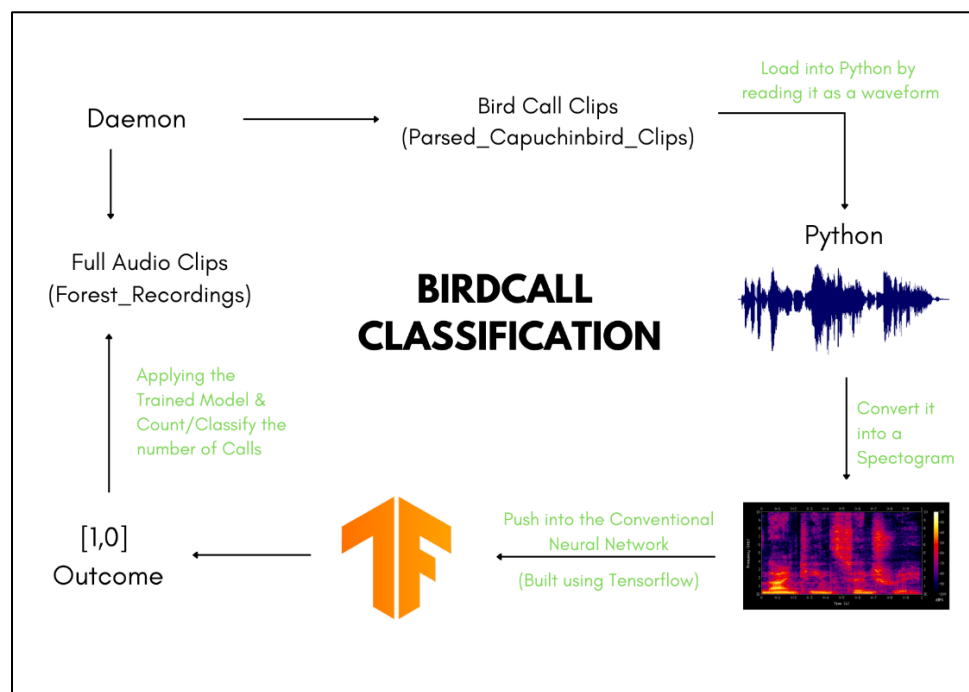 Load into Python by
reading it as a waveform
Daemon
Bird Call Clips
(Parsed_Capuchinbird_Clips)
Python
Full Audio Clips
(Forest_Recordings)
BIRDCALL
CLASSIFICATION
Applying the
Trained Model &
Count/Classify the
number of Calls
Convert it
into a
Spectogram
[1,0]
Outcome
Push into the Conventional
Neural Network
(Built using Tensorflow)